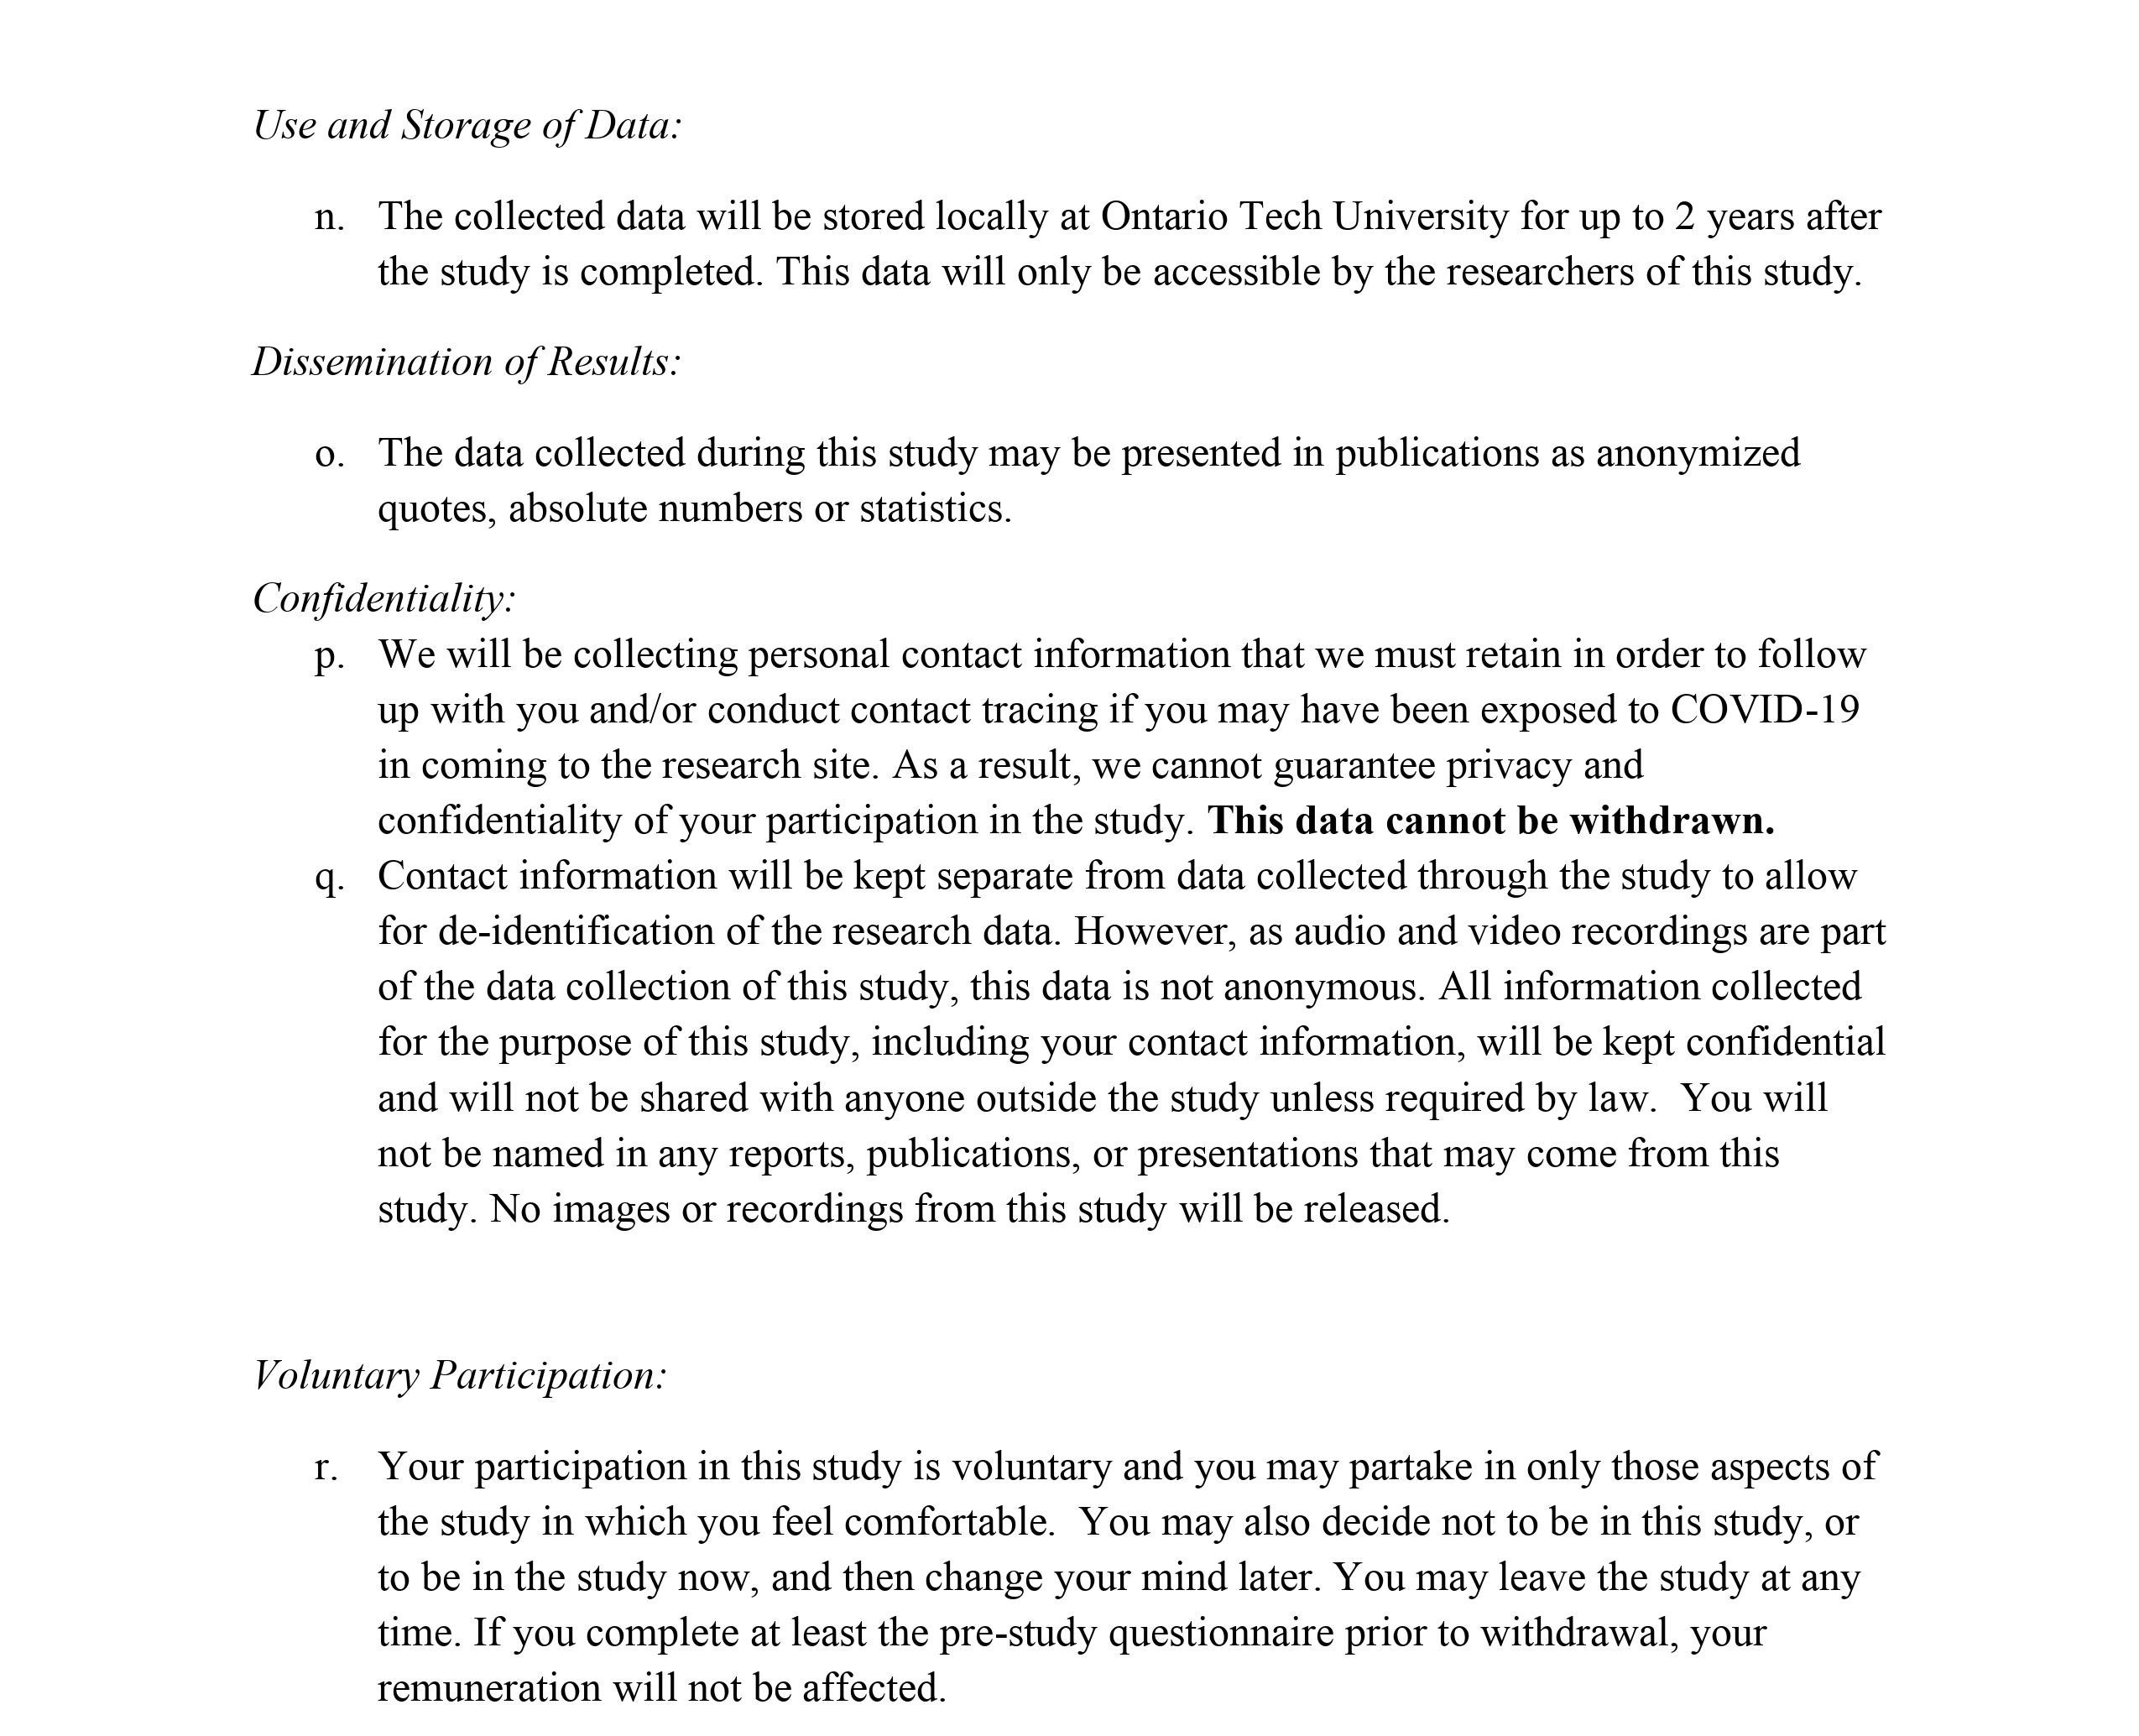 Use and Storage of Data:
n. The collected data will be stored locally at Ontario Tech University for up to 2 years after
the study is completed. This data will only be accessible by the researchers of this study.
Dissemination of Results:
o. The data collected during this study may be presented in publications as anonymized
quotes, absolute numbers or statistics.
Confidentiality:
p. We will be collecting personal contact information that we must retain in order to follow
up with you and/or conduct contact tracing if you may have been exposed to COVID-19
in coming to the research site. As a result, we cannot guarantee privacy and
confidentiality of your participation in the study. This data cannot be withdrawn.
q. Contact information will be kept separate from data collected through the study to allow
for de-identification of the research data. However, as audio and video recordings are part
of the data collection of this study, this data is not anonymous. All information collected
for the purpose of this study, including your contact information, will be kept confidential
and will not be shared with anyone outside the study unless required by law.  You will
not be named in any reports, publications, or presentations that may come from this
study. No images or recordings from this study will be released.
Voluntary Participation:
r. Your participation in this study is voluntary and you may partake in only those aspects of
the study in which you feel comfortable.  You may also decide not to be in this study, or
to be in the study now, and then change your mind later. You may leave the study at any
time. If you complete at least the pre-study questionnaire prior to withdrawal, your
remuneration will not be affected.